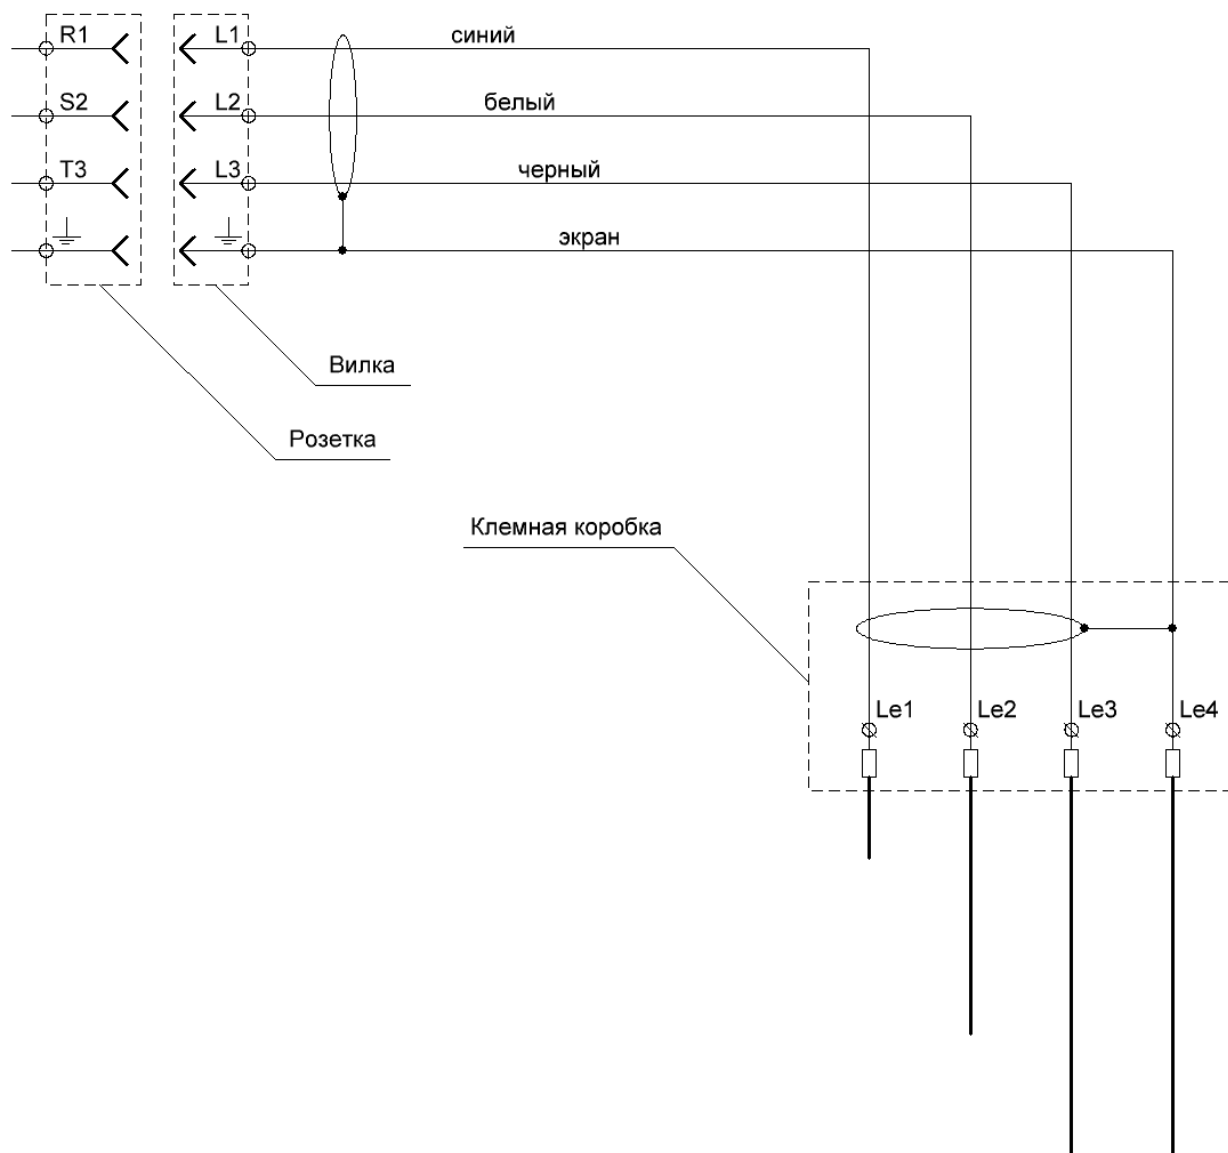 R1 L1 синий
S2 L2 белый
T3 L3 черный
экран
Вилка
Розетка
Клемная коробка
Le1 Le2 Le3 Le4